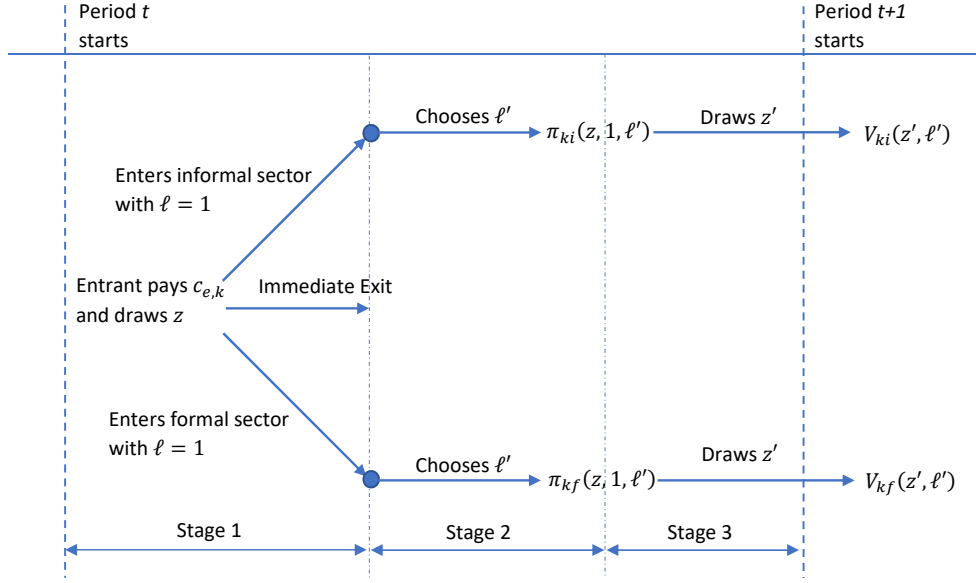 Period t
starts
Period t+1
starts
Chooses ℓ′
π_ki(z, 1, ℓ′)
Draws z′
V_ki(z′, ℓ′)
Enters informal sector
with ℓ = 1
Entrant pays c_e,k
and draws z
Immediate Exit
Enters formal sector
with ℓ = 1
Chooses ℓ′
π_kf(z, 1, ℓ′)
Draws z′
V_kf(z′, ℓ′)
Stage 1
Stage 2
Stage 3